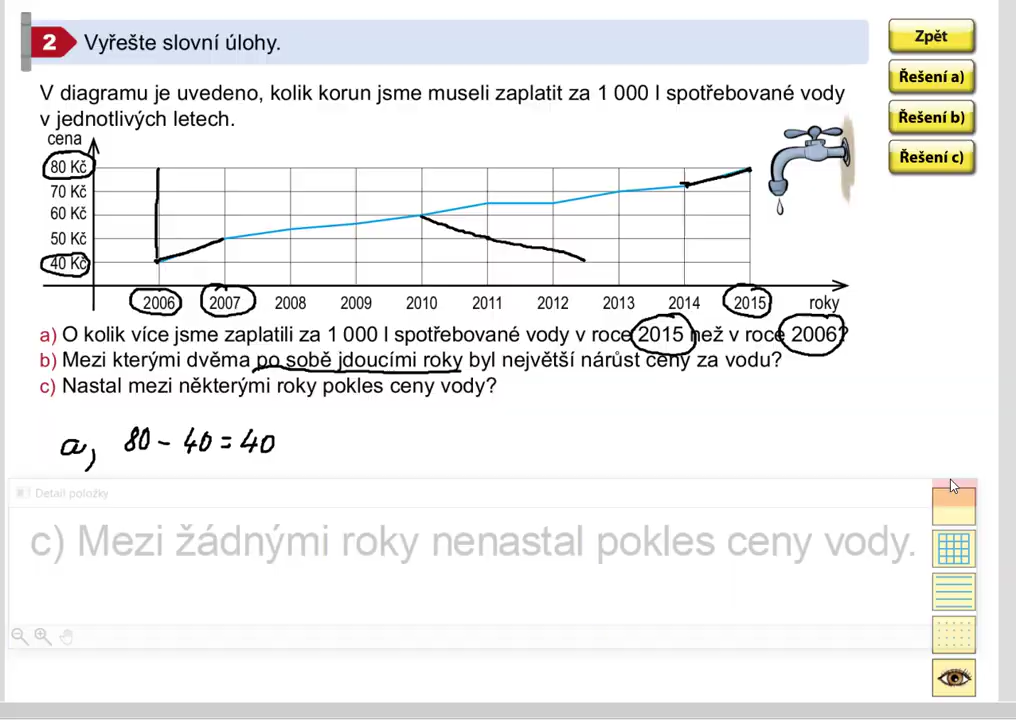 2 Vyřešte slovní úlohy.
Zpět
Řešení a)
Řešení b)
Řešení c)
V diagramu je uvedeno, kolik korun jsme museli zaplatit za 1 000 l spotřebované vody
v jednotlivých letech.
cena
80 Kč
70 Kč
60 Kč
50 Kč
40 Kč
2006 2007 2008 2009 2010 2011 2012 2013 2014 2015 roky
a) O kolik více jsme zaplatili za 1 000 l spotřebované vody v roce 2015 než v roce 2006?
b) Mezi kterými dvěma po sobě jdoucími roky byl největší nárůst ceny za vodu?
c) Nastal mezi některými roky pokles ceny vody?
a, 80 - 40 = 40
Detail položky
c) Mezi žádnými roky nenastal pokles ceny vody.